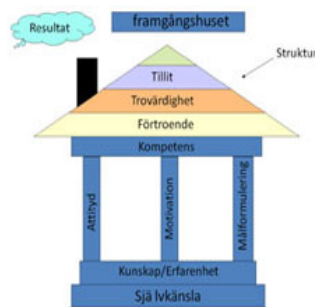 framgångshuset
Resultat
Struktur
Tillit
Trovärdighet
Förtroende
Kompetens
Attityd
Motivation
Målformulering
Kunskap/Erfarenhet
Sjä lvkänsla